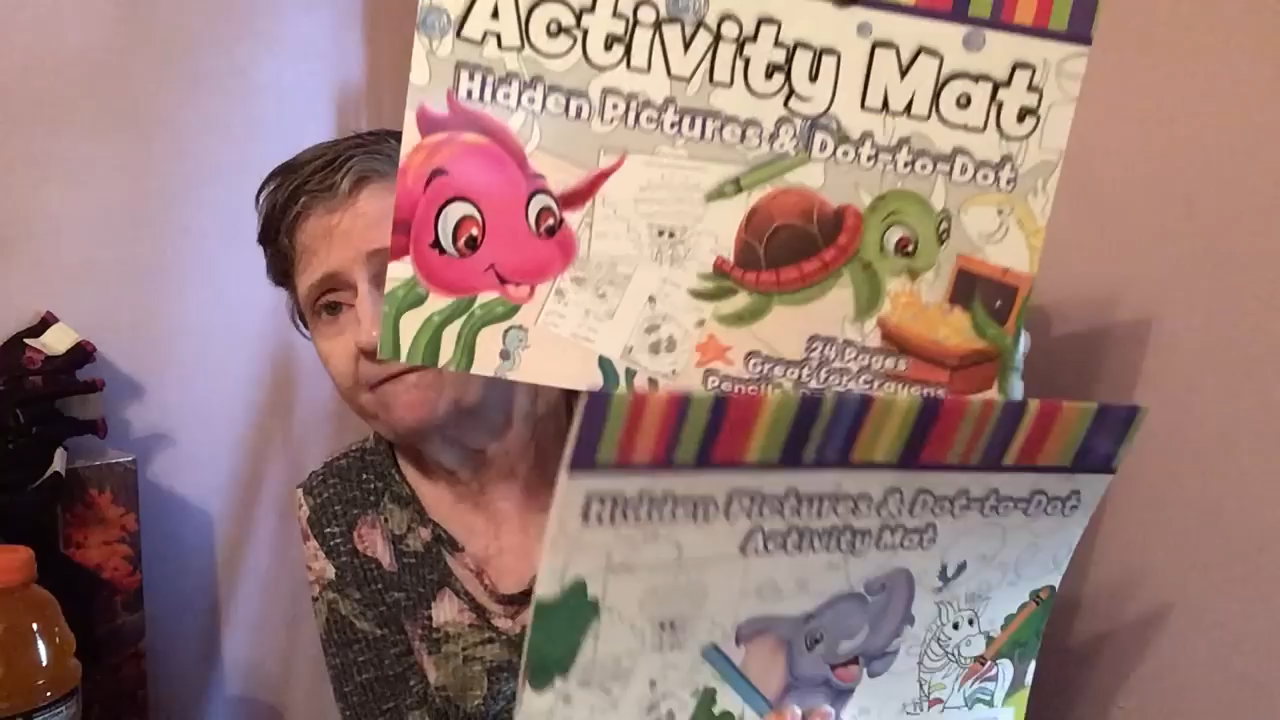 Activity Mat
Hidden Pictures & Dot-to-Dot
24 Pages
Great for Crayons
Hidden Pictures & Dot-to-Dot
Activity Mat